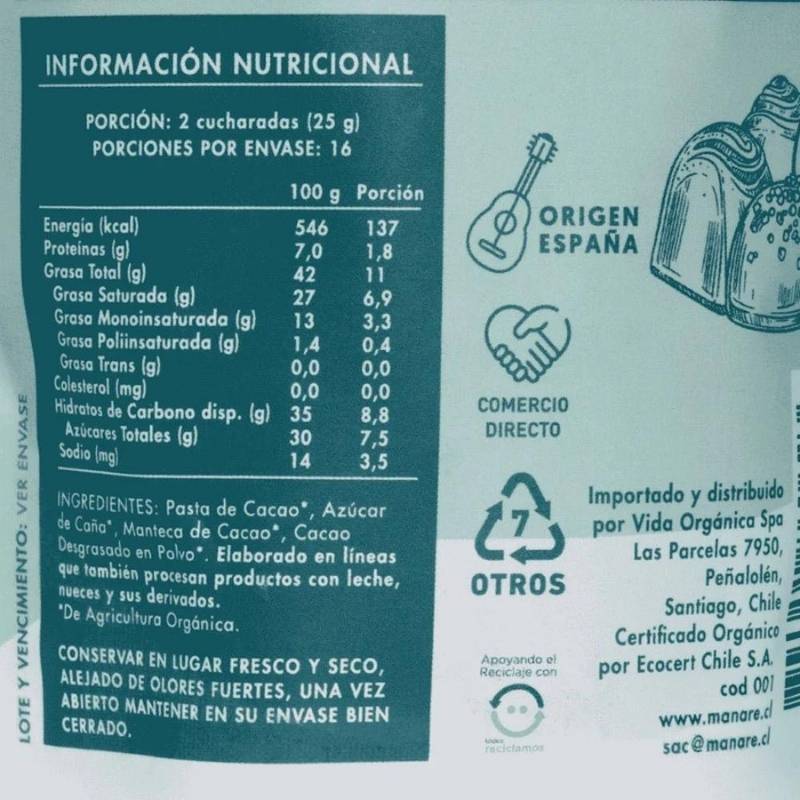 INFORMACIÓN NUTRICIONAL
PORCIÓN: 2 cucharadas (25 g)
PORCIONES POR ENVASE: 16
100 g Porción
Energía (kcal) 546 137
Proteínas (g) 7,0 1,8
Grasa Total (g) 42 11
Grasa Saturada (g) 27 6,9
Grasa Monoinsaturada (g) 13 3,3
Grasa Poliinsaturada (g) 1,4 0,4
Grasa Trans (g) 0,0 0,0
Colesterol (mg) 0,0 0,0
Hidratos de Carbono disp. (g) 35 8,8
Azúcares Totales (g) 30 7,5
Sodio (mg) 14 3,5
INGREDIENTES: Pasta de Cacao*, Azúcar
de Caña*, Manteca de Cacao*, Cacao
Desgrasado en Polvo*. Elaborado en líneas
que también procesan productos con leche,
nueces y sus derivados.
*De Agricultura Orgánica.
CONSERVAR EN LUGAR FRESCO Y SECO,
ALEJADO DE OLORES FUERTES, UNA VEZ
ABIERTO MANTENER EN SU ENVASE BIEN
CERRADO.
LOTE Y VENCIMIENTO: VER ENVASE
ORIGEN
ESPAÑA
COMERCIO
DIRECTO
7
OTROS
Apoyando el
Reciclaje con
reciclamos
Importado y distribuido
por Vida Orgánica Spa
Las Parcelas 7950,
Peñalolén,
Santiago, Chile
Certificado Orgánico
por Ecocert Chile S.A.
cod 001
www.manare.cl
sac@manare.cl